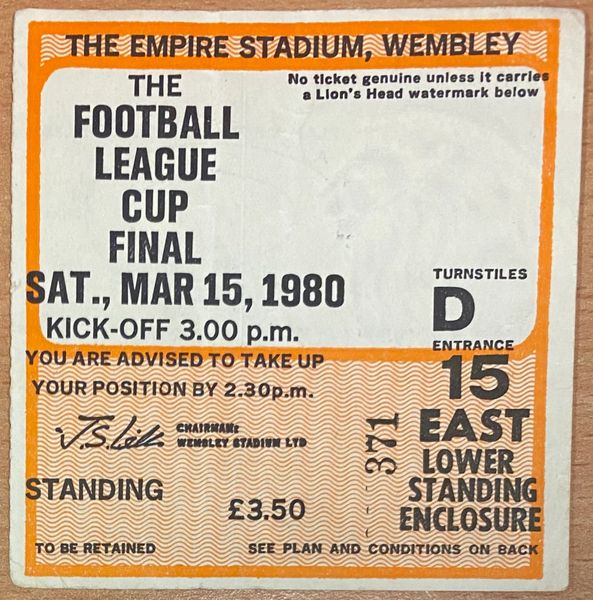 THE EMPIRE STADIUM, WEMBLEY
THE
FOOTBALL
LEAGUE
CUP
FINAL
SAT., MAR 15, 1980
KICK-OFF 3.00 p.m.
No ticket genuine unless it carries
a Lion's Head watermark below
TURNSTILES
D
ENTRANCE
15
EAST
LOWER
STANDING
ENCLOSURE
YOU ARE ADVISED TO TAKE UP
YOUR POSITION BY 2.30p.m.
CHAIRMAN:
WEMBLEY STADIUM LTD
371
STANDING
£3.50
TO BE RETAINED
SEE PLAN AND CONDITIONS ON BACK